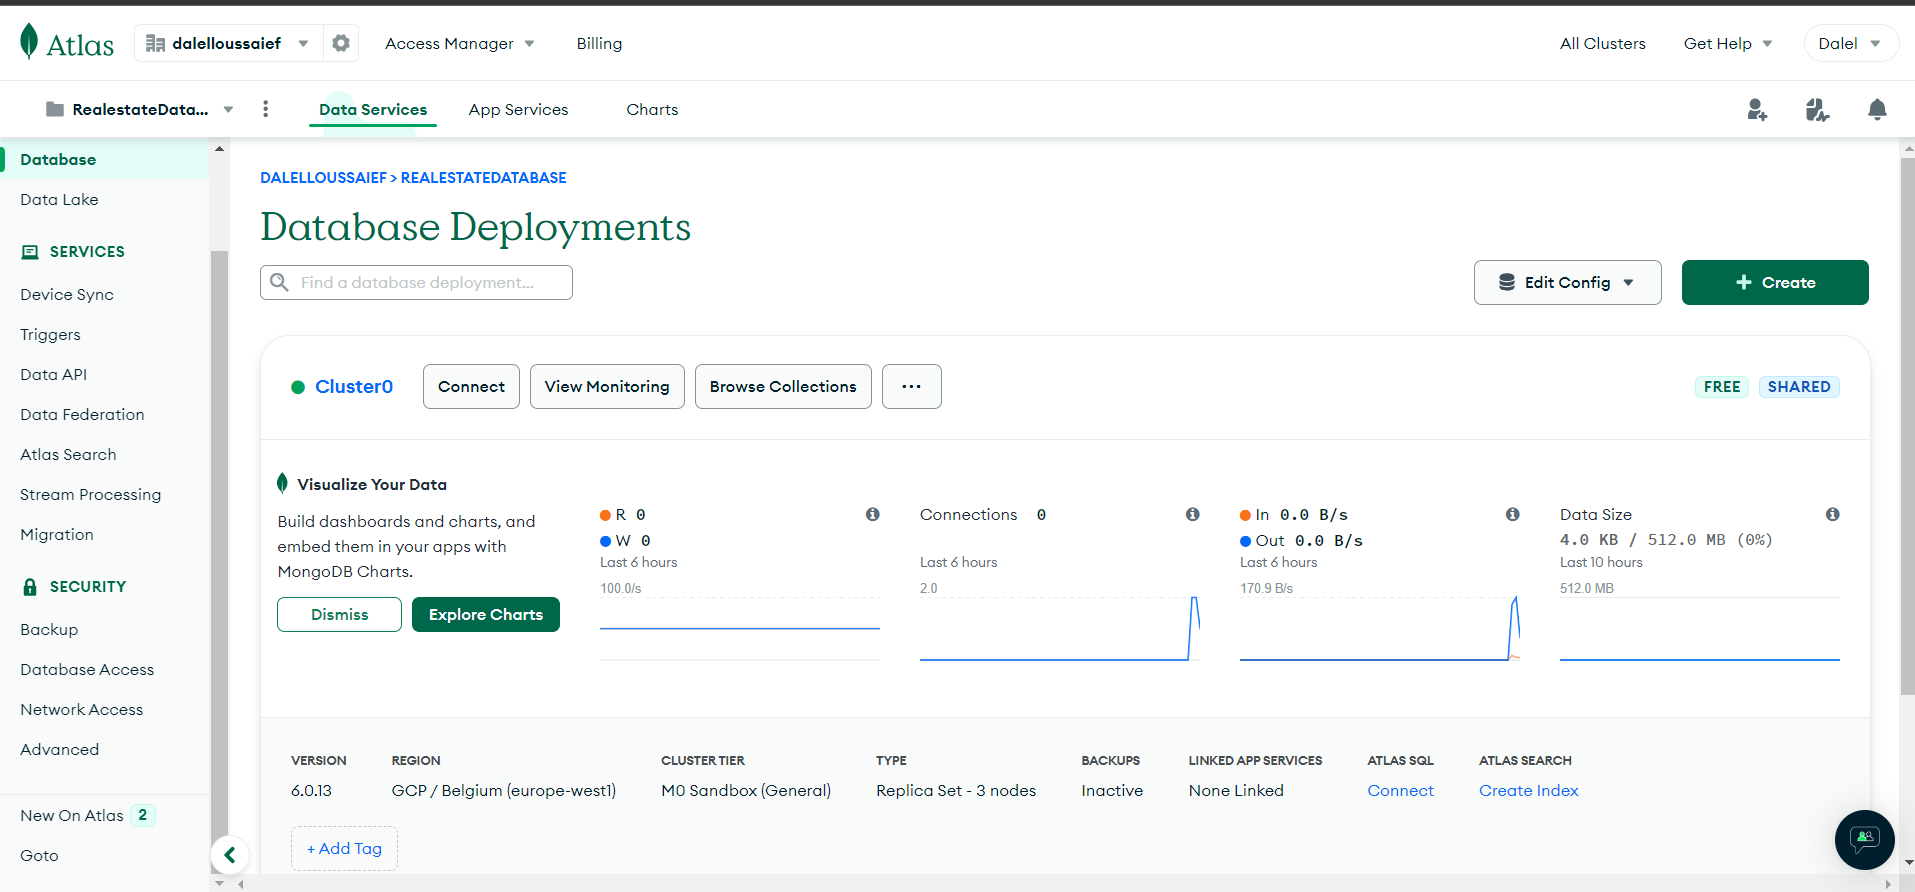 Atlas
dalelloussaief
Access Manager
Billing
All Clusters
Get Help
Dalel
RealestateData...
Data Services
App Services
Charts
Database
Data Lake
SERVICES
Device Sync
Triggers
Data API
Data Federation
Atlas Search
Stream Processing
Migration
SECURITY
Backup
Database Access
Network Access
Advanced
New On Atlas 2
Goto
DALELLOUSSAIEF > REALESTATEDATABASE
Database Deployments
Find a database deployment...
Edit Config
+ Create
Cluster0
Connect
View Monitoring
Browse Collections
...
FREE
SHARED
Visualize Your Data
Build dashboards and charts, and
embed them in your apps with
MongoDB Charts.
Dismiss
Explore Charts
R 0
W 0
Last 6 hours
100.0/s
Connections 0
Last 6 hours
2.0
In 0.0 B/s
Out 0.0 B/s
Last 6 hours
170.9 B/s
Data Size
4.0 KB / 512.0 MB (0%)
Last 10 hours
512.0 MB
VERSION
6.0.13
REGION
GCP / Belgium (europe-west1)
CLUSTER TIER
M0 Sandbox (General)
TYPE
Replica Set - 3 nodes
BACKUPS
Inactive
LINKED APP SERVICES
None Linked
ATLAS SQL
Connect
ATLAS SEARCH
Create Index
+ Add Tag